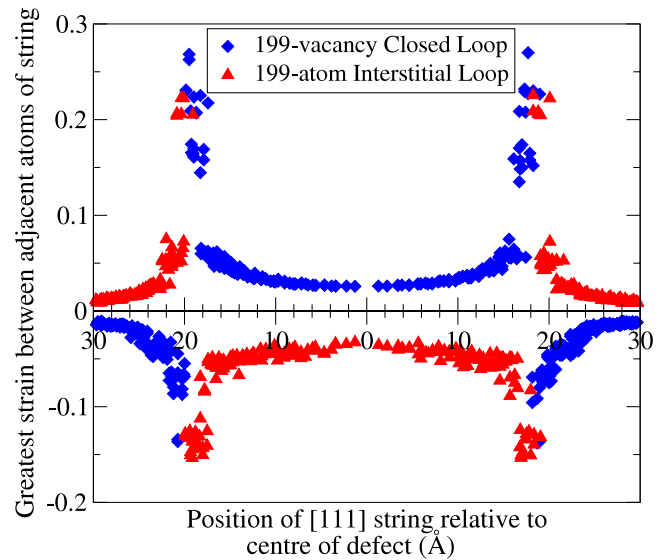 0.3
199-vacancy Closed Loop
199-atom Interstitial Loop
0.2
0.1
0
30 20 10 0 10 20 30
-0.1
-0.2
Greatest strain between adjacent atoms of string
Position of [111] string relative to
centre of defect (Å)